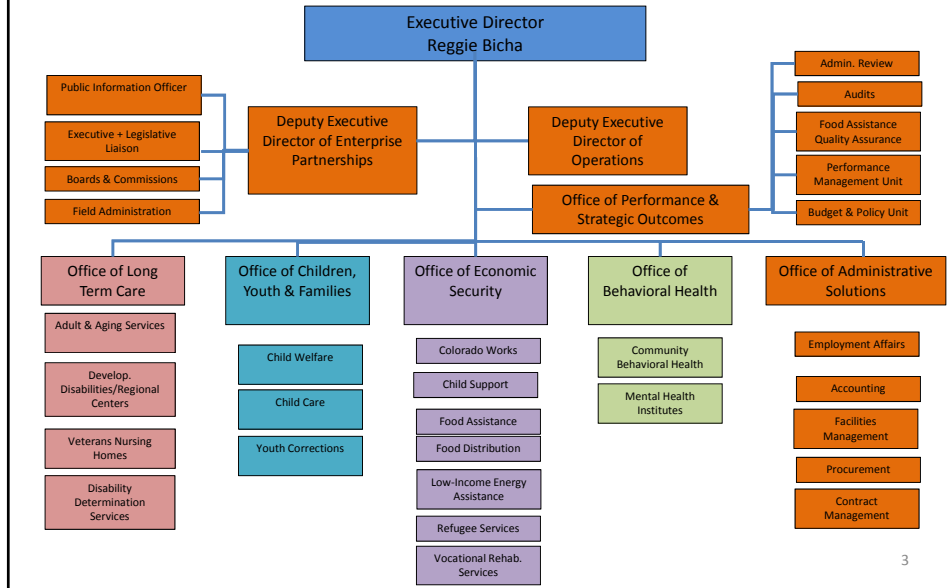 Executive Director
Reggie Bicha
Public Information Officer
Executive + Legislative
Liaison
Boards & Commissions
Field Administration
Deputy Executive
Director of Enterprise
Partnerships
Deputy Executive
Director of
Operations
Office of Performance &
Strategic Outcomes
Admin. Review
Audits
Food Assistance
Quality Assurance
Performance
Management Unit
Budget & Policy Unit
Office of Long
Term Care
Adult & Aging Services
Develop.
Disabilities/Regional
Centers
Veterans Nursing
Homes
Disability
Determination
Services
Office of Children,
Youth & Families
Child Welfare
Child Care
Youth Corrections
Office of Economic
Security
Colorado Works
Child Support
Food Assistance
Food Distribution
Low-Income Energy
Assistance
Refugee Services
Vocational Rehab.
Services
Office of
Behavioral Health
Community
Behavioral Health
Mental Health
Institutes
Office of Administrative
Solutions
Employment Affairs
Accounting
Facilities
Management
Procurement
Contract
Management
3